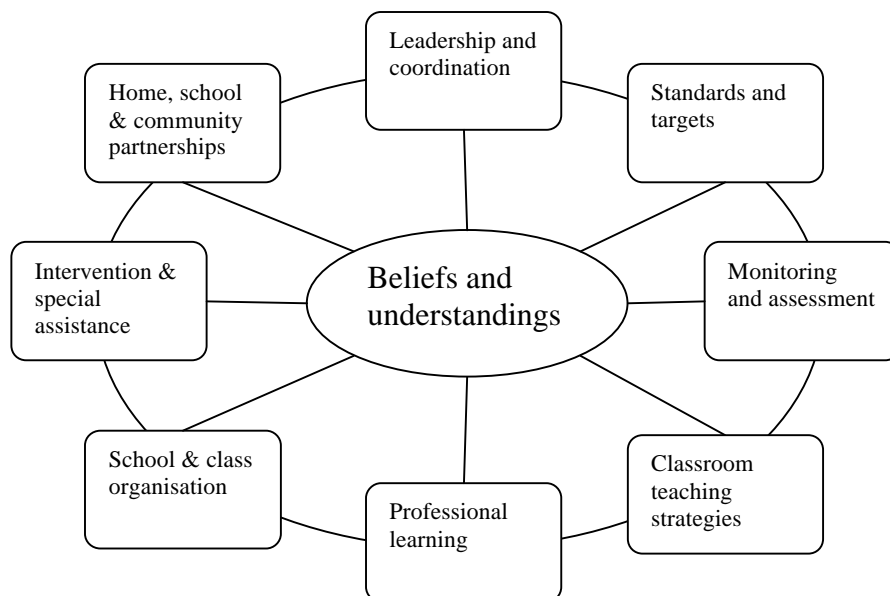 Leadership and
coordination
Home, school
& community
partnerships
Standards and
targets
Intervention &
special
assistance
Beliefs and
understandings
Monitoring
and assessment
School & class
organisation
Professional
learning
Classroom
teaching
strategies